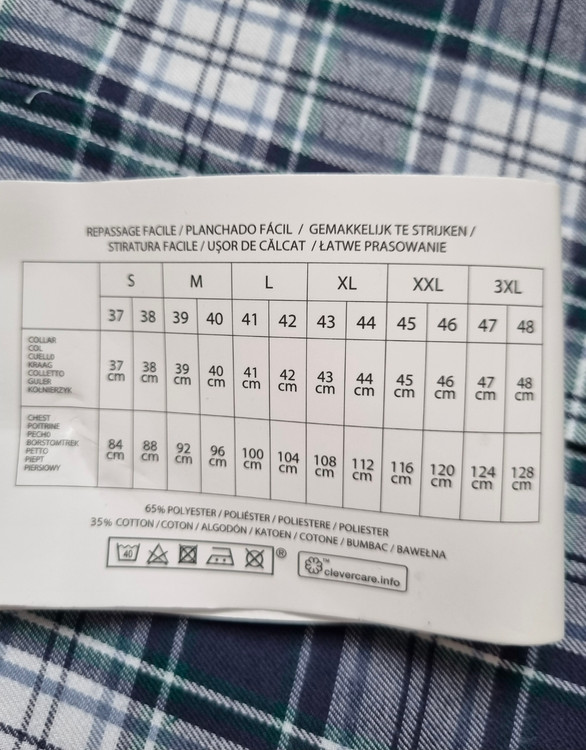 REPASSAGE FACILE / PLANCHADO FÁCIL / GEMAKKELIJK TE STRIJKEN /
STIRATURA FACILE / UȘOR DE CĂLCAT / ŁATWE PRASOWANIE
S M L XL XXL 3XL
37 38 39 40 41 42 43 44 45 46 47 48
COLLAR
COL
CUELLO
KRAAG
COLLETTO
GULER
KOŁNIERZYK
37 cm 38 cm 39 cm 40 cm 41 cm 42 cm 43 cm 44 cm 45 cm 46 cm 47 cm 48 cm
CHEST
POITRINE
PECHO
BORSTOMTREK
PETTO
PIEPT
PIERSIOWY
84 cm 88 cm 92 cm 96 cm 100 cm 104 cm 108 cm 112 cm 116 cm 120 cm 124 cm 128 cm
65% POLYESTER / POLIÉSTER / POLIESTERE / POLIESTER
35% COTTON / COTON / ALGODÓN / KATOEN / COTONE / BUMBAC / BAWEŁNA
40 ® ™ clevercare.info